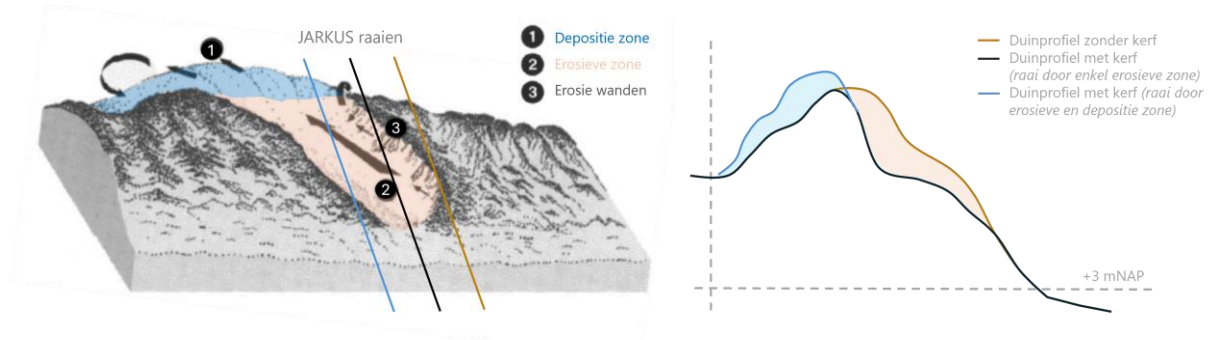 JARKUS raaien
1 Depositie zone
2 Erosieve zone
3 Erosie wanden
1
3
2
Duinprofiel zonder kerf
Duinprofiel met kerf
(raai door enkel erosieve zone)
Duinprofiel met kerf (raai door
erosieve en depositie zone)
+3 mNAP